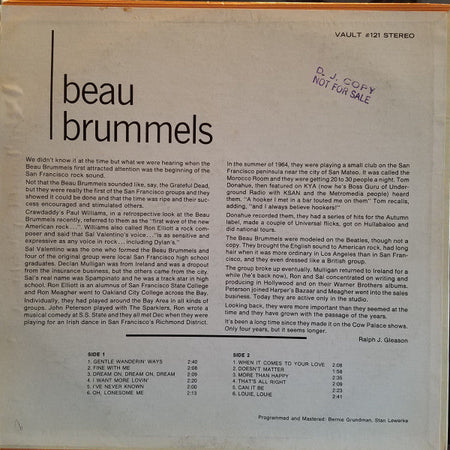 VAULT #121 STEREO
D. J. COPY
NOT FOR SALE
beau
brummels
We didn't know it at the time but what we were hearing when the
Beau Brummels first attracted attention was the beginning of the
San Francisco rock sound.
Not that the Beau Brummels sounded like, say, the Grateful Dead,
but they were really the first of the San Francisco groups and they
showed it could be done and that the time was ripe and their suc-
cess encouraged and stimulated others.
Crawdaddy's Paul Williams, in a retrospective look at the Beau
Brummels recently, referred to them as "the first wave of the new
American rock . . .". Williams also called Ron Elliott a rock com-
poser and said that Sal Valentino's voice . . . "is as sensitive and
expressive as any voice in rock . . . including Dylan's."
Sal Valentino was the one who formed the Beau Brummels and
four of the original group were local San Francisco high school
graduates. Declan Mulligan was from Ireland and was a dropout
from the insurance business, but the others came from the city.
Sal's real name was Spampinato and he was a track star in high
school. Ron Elliott is an alumnus of San Francisco State College
and Ron Meagher went to Oakland City College across the Bay.
Individually, they had played around the Bay Area in all kinds of
groups. John Petersen played with The Sparklers, Ron wrote a
musical comedy at S.S. State and they all met Dec when they were
playing for an Irish dance in San Francisco's Richmond District.
In the summer of 1964, they were playing a small club on the San
Francisco peninsula near the city of San Mateo. It was called the
Morocco Room and they were getting 20 to 30 people a night. Tom
Donahue, then featured on KYA (now he's Boss Guru of Under-
ground Radio with KSAN and the Metromedia people) heard
them. "A hooker I met in a bar touted me on them" Tom recalls,
adding, "and I always believe hookers!"
Donahue recorded them, they had a series of hits for the Autumn
label, made a couple of Universal flicks, got on Hullabaloo and
did national tours.
The Beau Brummels were modeled on the Beatles, though not a
copy. They brought the English sound to American rock, had long
hair when it was more ordinary in Los Angeles than in San Fran-
cisco, and they even dressed like a British group.
The group broke up eventually. Mulligan returned to Ireland for a
while (he's back now), Ron and Sal concentrated on writing and
producing in Hollywood and on their Warner Brothers albums.
Peterson joined Harper's Bazaar and Meagher went into the sales
business. Today they are active only in the studio.
Looking back, they were more important than they seemed at the
time and they have grown with the passage of the years.
It's been a long time since they made it on the Cow Palace shows.
Only four years, but it seems longer.
Ralph J. Gleason
SIDE 1
1. GENTLE WANDERIN' WAYS 2:40
2. FINE WITH ME 2:08
3. DREAM ON, DREAM ON, DREAM 2:09
4. I WANT MORE LOVIN' 2:20
5. I'VE NEVER KNOWN 2:00
6. OH, LONESOME ME 2:13
SIDE 2
1. WHEN IT COMES TO YOUR LOVE 2:08
2. DOESN'T MATTER 1:58
3. MORE THAN HAPPY 2:35
4. THAT'S ALL RIGHT 2:09
5. CAN IT BE 2:23
6. LOUIE, LOUIE 2:41
Programmed and Mastered: Bernie Grundman, Stan Lewerke